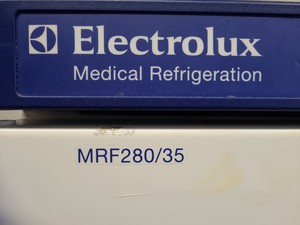 Electrolux
Medical Refrigeration
MRF280/35